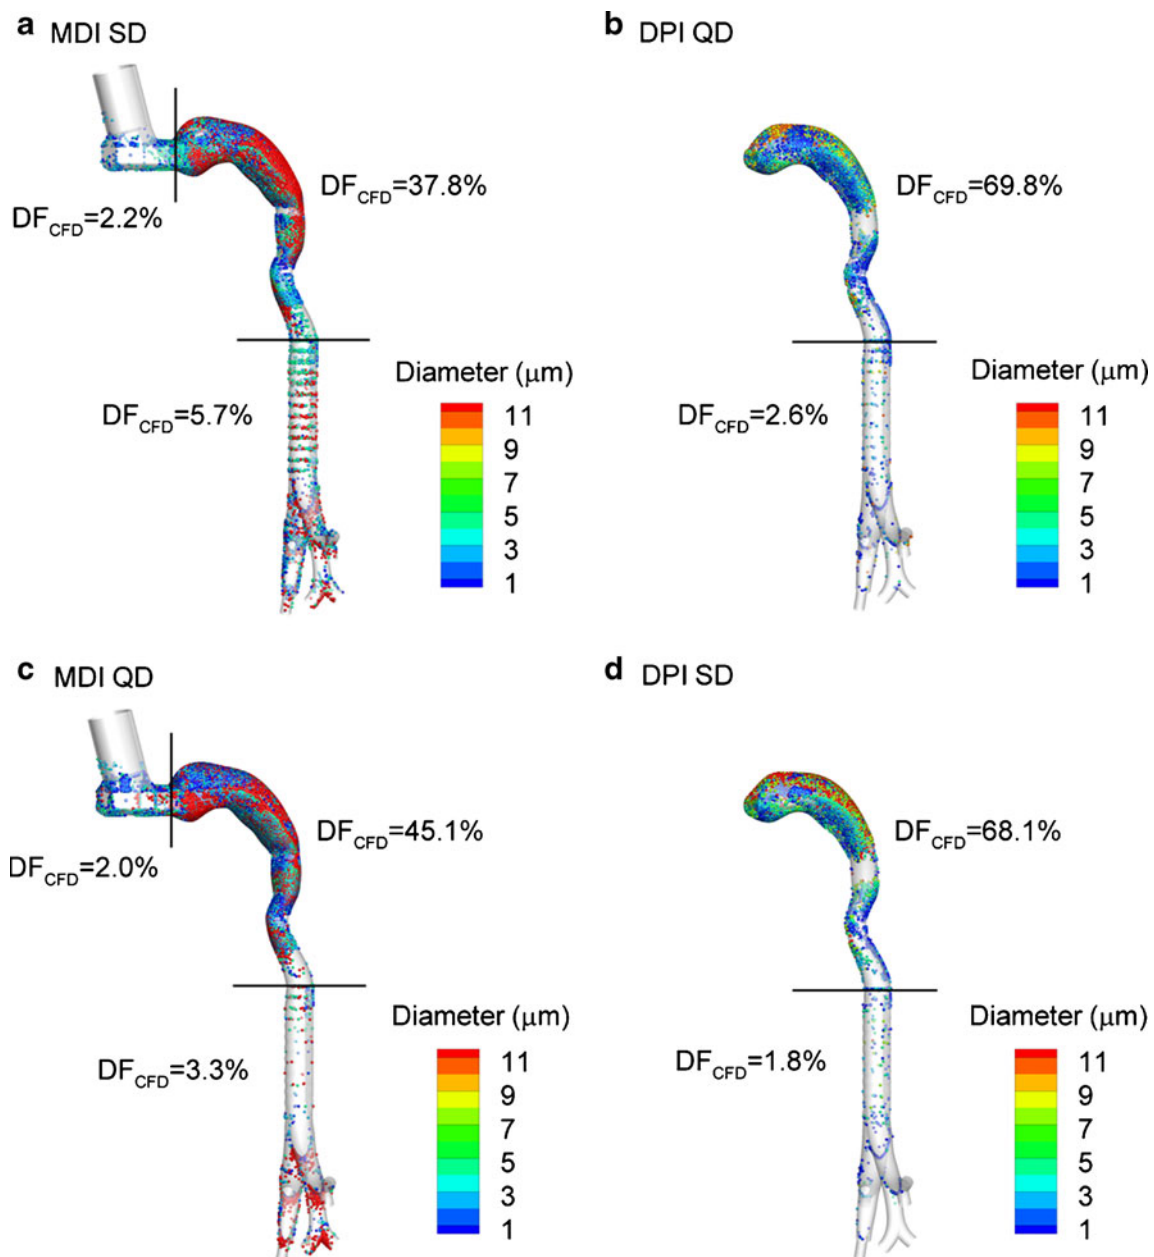 a MDI SD
DF_CFD=2.2%
DF_CFD=37.8%
DF_CFD=5.7%
Diameter (μm)
11
9
7
5
3
1
b DPI QD
DF_CFD=69.8%
DF_CFD=2.6%
Diameter (μm)
11
9
7
5
3
1
c MDI QD
DF_CFD=2.0%
DF_CFD=45.1%
DF_CFD=3.3%
Diameter (μm)
11
9
7
5
3
1
d DPI SD
DF_CFD=68.1%
DF_CFD=1.8%
Diameter (μm)
11
9
7
5
3
1